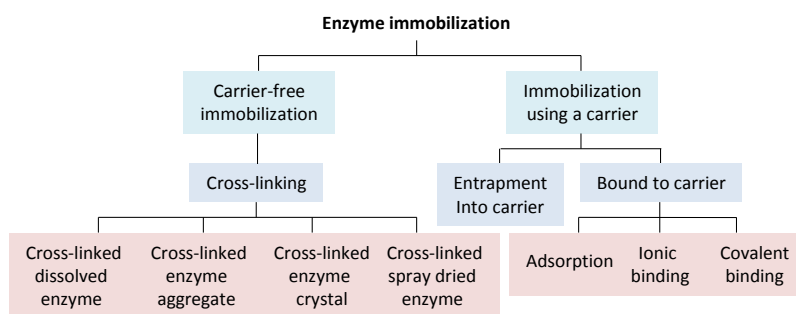 Enzyme immobilization
Carrier-free
immobilization
Immobilization
using a carrier
Cross-linking
Entrapment
Into carrier
Bound to carrier
Cross-linked
dissolved
enzyme
Cross-linked
enzyme
aggregate
Cross-linked
enzyme
crystal
Cross-linked
spray dried
enzyme
Adsorption
Ionic
binding
Covalent
binding